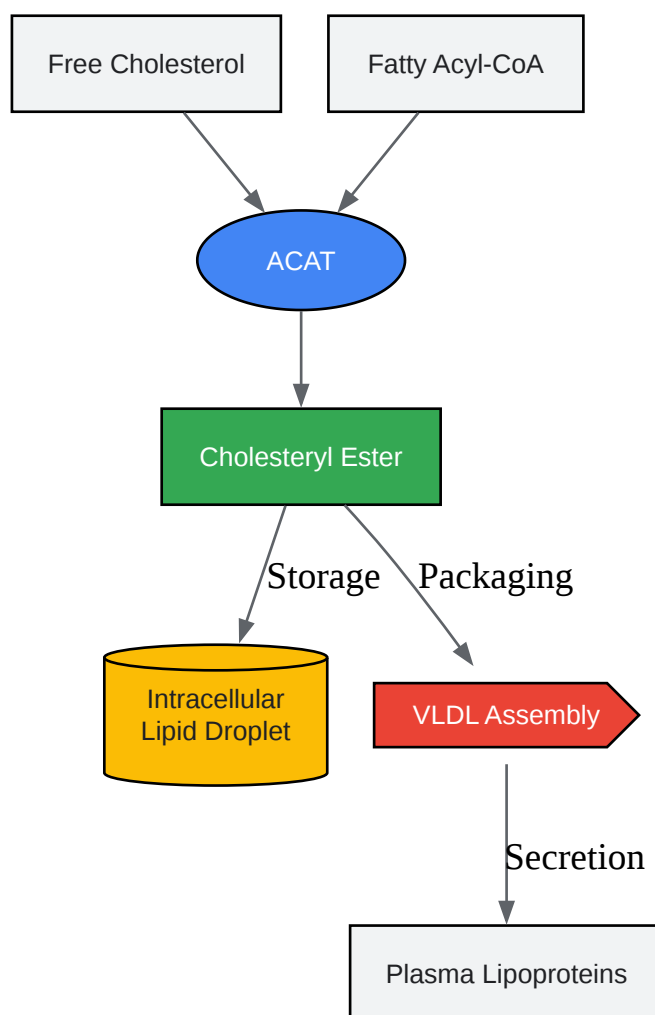 Free Cholesterol
Fatty Acyl-CoA
ACAT
Cholesteryl Ester
Storage
Packaging
Intracellular
Lipid Droplet
VLDL Assembly
Secretion
Plasma Lipoproteins